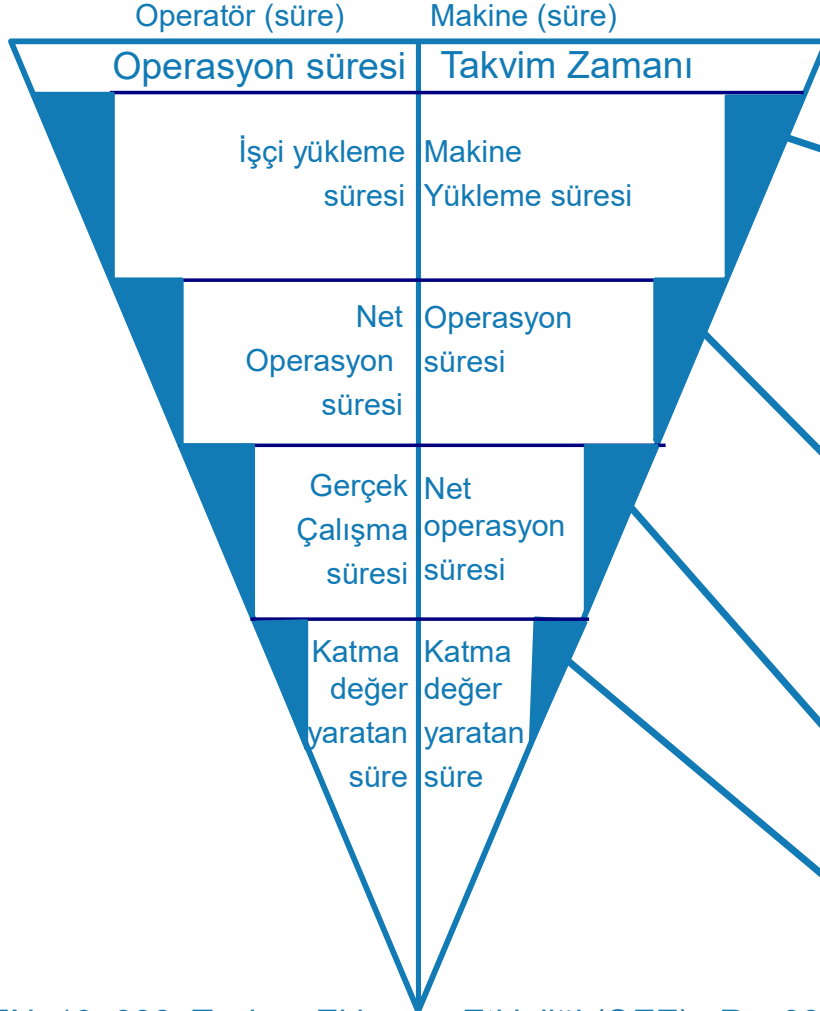 Operatör (süre)
Makine (süre)
Operasyon süresi
Takvim Zamanı
İşçi yükleme
süresi
Makine
Yükleme süresi
Net
Operasyon
süresi
Operasyon
süresi
Gerçek
Çalışma
süresi
Net
operasyon
süresi
Katma
değer
yaratan
süre
Katma
değer
yaratan
süre
(OEE)